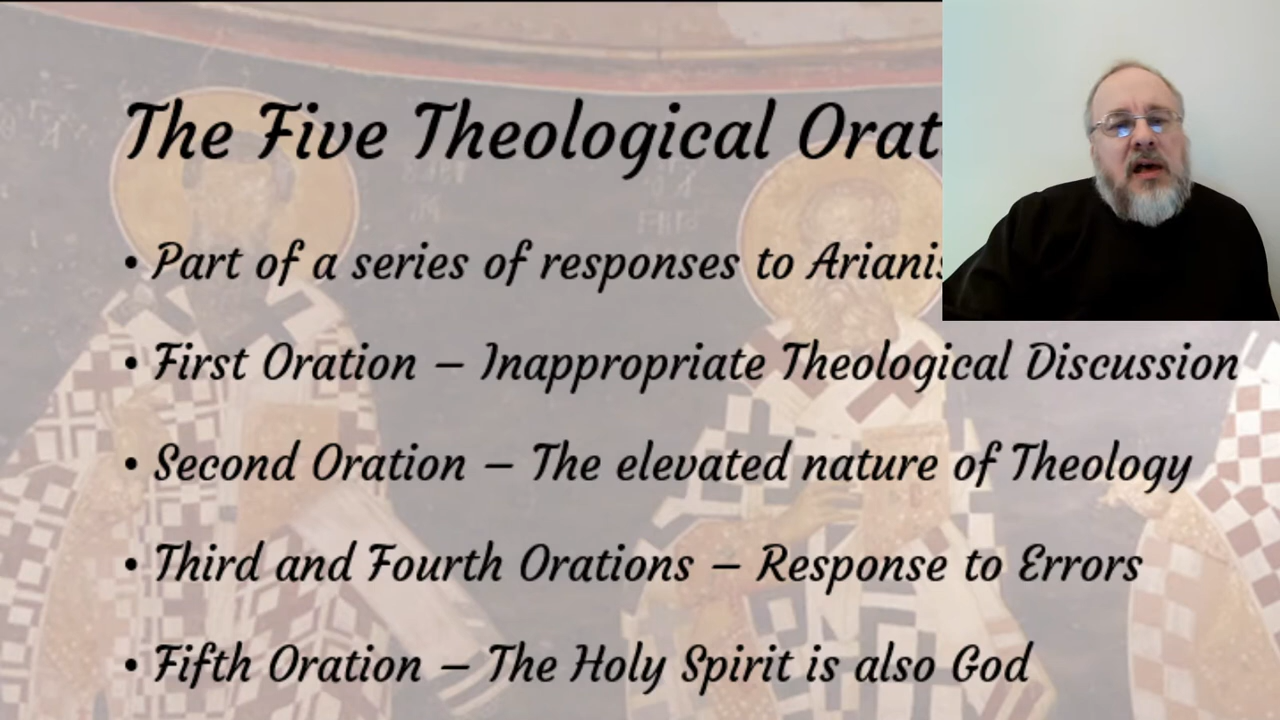 The Five Theological Orat
• Part of a series of responses to Arianis
• First Oration – Inappropriate Theological Discussion
• Second Oration – The elevated nature of Theology
• Third and Fourth Orations – Response to Errors
• Fifth Oration – The Holy Spirit is also God